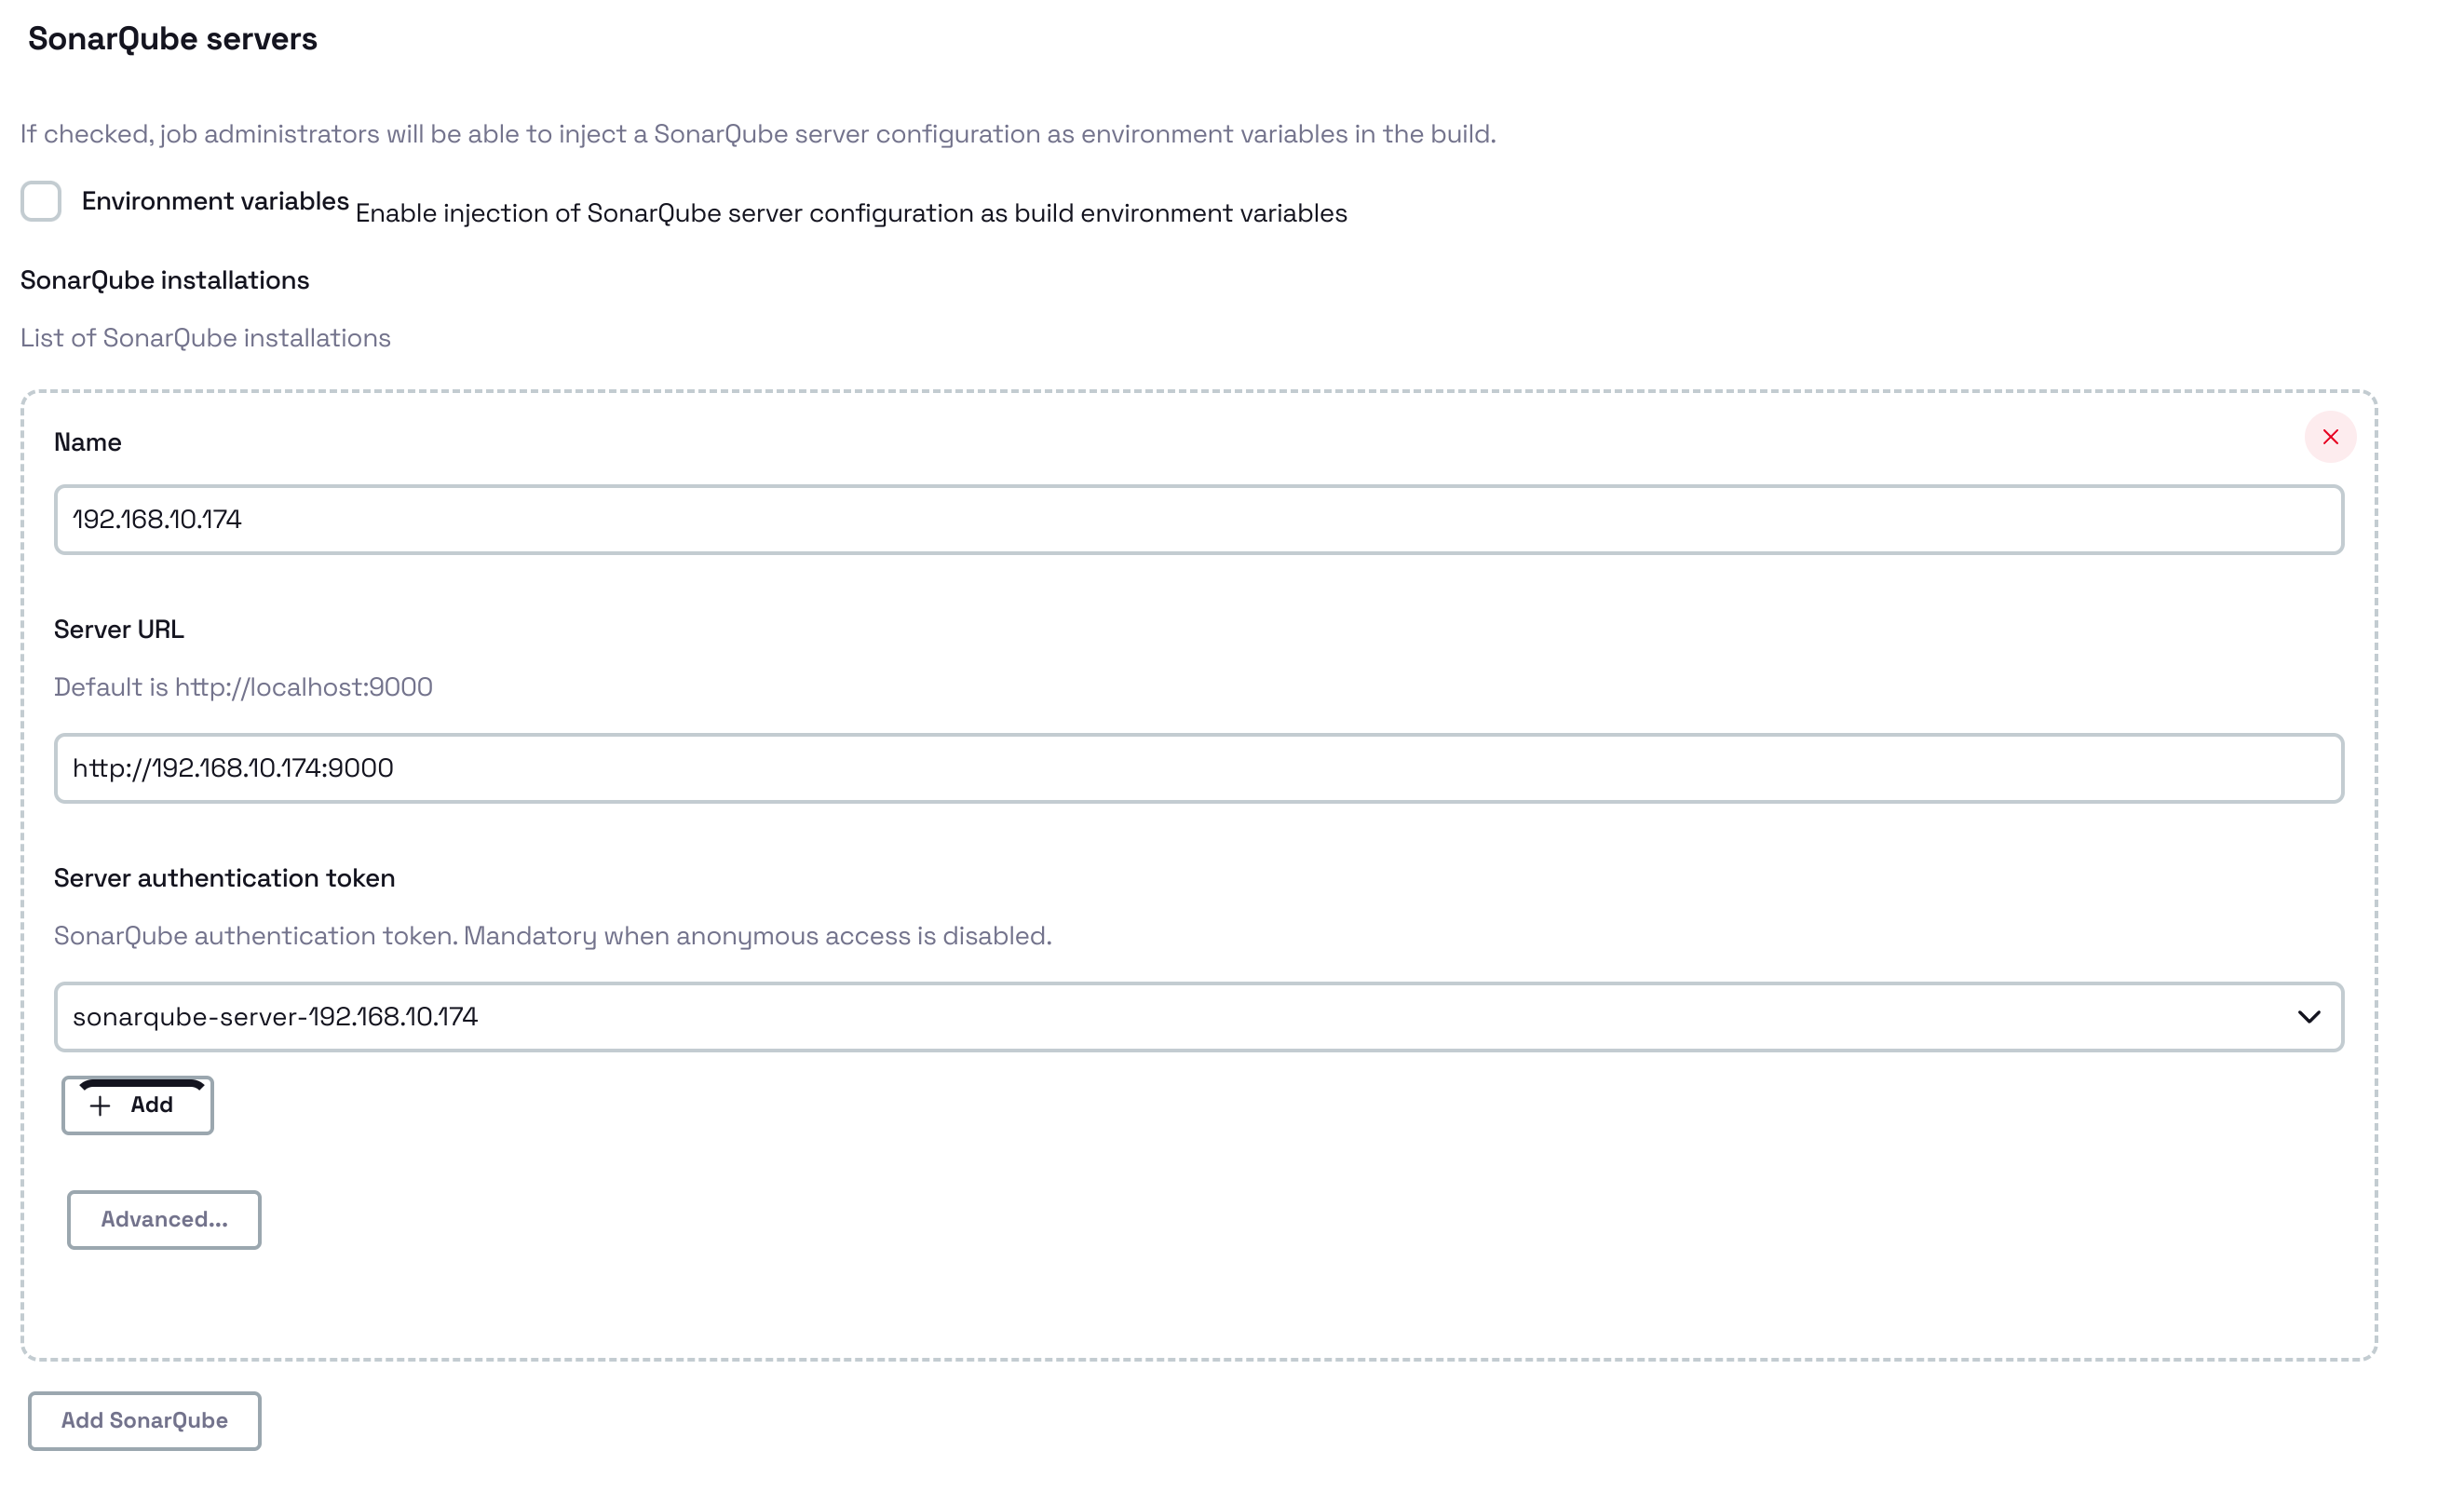 SonarQube servers
If checked, job administrators will be able to inject a SonarQube server configuration as environment variables in the build.
Environment variables Enable injection of SonarQube server configuration as build environment variables
SonarQube installations
List of SonarQube installations
Name
192.168.10.174
Server URL
Default is http://localhost:9000
http://192.168.10.174:9000
Server authentication token
SonarQube authentication token. Mandatory when anonymous access is disabled.
sonarqube-server-192.168.10.174
+ Add
Advanced...
Add SonarQube